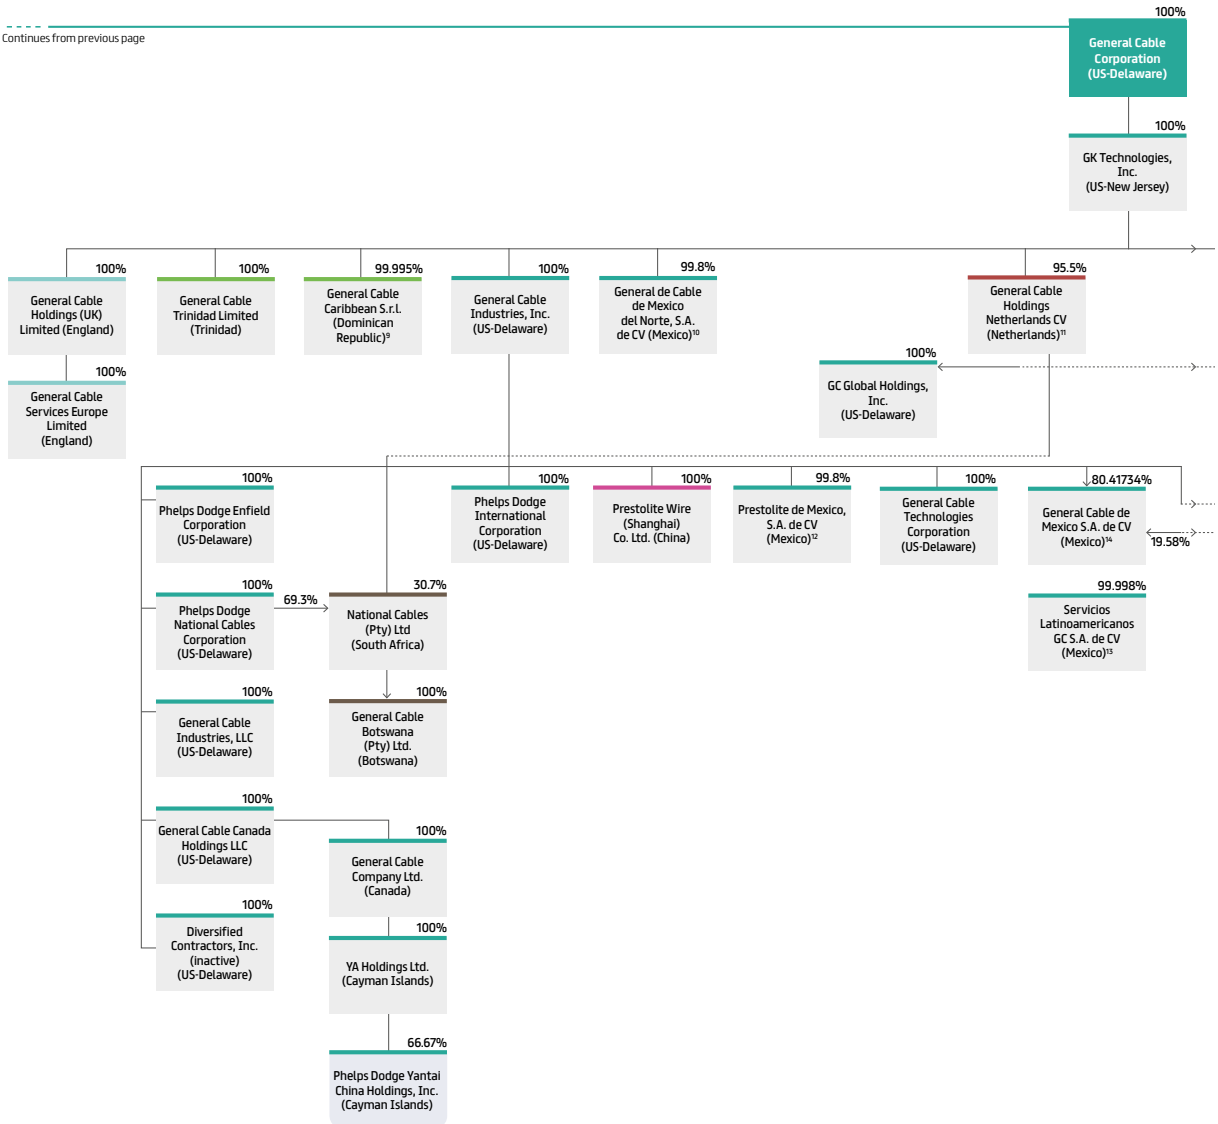 100%
Continues from previous page
General Cable
Corporation
(US-Delaware)
100%
GK Technologies,
Inc.
(US-New Jersey)
100%
General Cable
Holdings (UK)
Limited (England)
100%
General Cable
Trinidad Limited
(Trinidad)
99.995%
General Cable
Caribbean S.r.l.
(Dominican
Republic)⁹
100%
General Cable
Industries, Inc.
(US-Delaware)
99.8%
General de Cable
de Mexico
del Norte, S.A.
de CV (Mexico)¹⁰
95.5%
General Cable
Holdings
Netherlands CV
(Netherlands)¹¹
100%
General Cable
Services Europe
Limited
(England)
100%
GC Global Holdings,
Inc.
(US-Delaware)
100%
Phelps Dodge Enfield
Corporation
(US-Delaware)
100%
Phelps Dodge
International
Corporation
(US-Delaware)
100%
Prestolite Wire
(Shanghai)
Co. Ltd. (China)
99.8%
Prestolite de Mexico,
S.A. de CV
(Mexico)¹²
100%
General Cable
Technologies
Corporation
(US-Delaware)
80.41734%
General Cable de
Mexico S.A. de CV
(Mexico)¹⁴
19.58%
100%
Phelps Dodge
National Cables
Corporation
(US-Delaware)
69.3%
30.7%
National Cables
(Pty) Ltd
(South Africa)
99.998%
Servicios
Latinoamericanos
GC S.A. de CV
(Mexico)¹³
100%
General Cable
Industries, LLC
(US-Delaware)
100%
General Cable
Botswana
(Pty) Ltd.
(Botswana)
100%
General Cable Canada
Holdings LLC
(US-Delaware)
100%
General Cable
Company Ltd.
(Canada)
100%
Diversified
Contractors, Inc.
(inactive)
(US-Delaware)
100%
YA Holdings Ltd.
(Cayman Islands)
66.67%
Phelps Dodge Yantai
China Holdings, Inc.
(Cayman Islands)